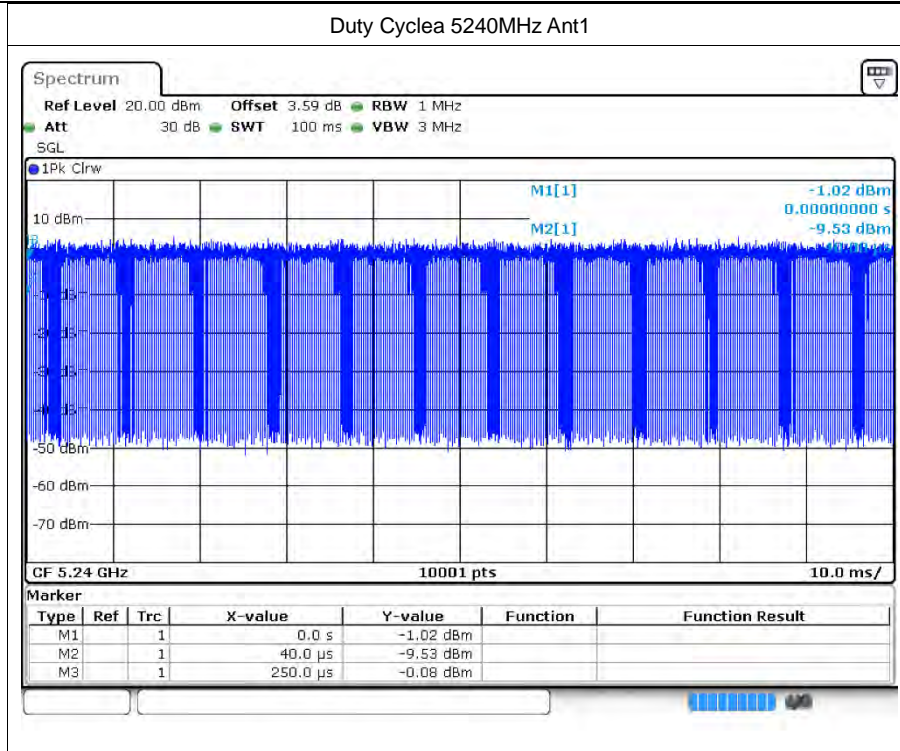 Duty Cyclea 5240MHz Ant1
Spectrum
Ref Level 20.00 dBm Offset 3.59 dB RBW 1 MHz
Att 30 dB SWT 100 ms VBW 3 MHz
SGL
1Pk Clrw
M1[1] -1.02 dBm
0.00000000 s
10 dBm
M2[1] -9.53 dBm
-50 dBm
-60 dBm
-70 dBm
CF 5.24 GHz 10001 pts 10.0 ms/
Marker
Type Ref Trc X-value Y-value Function Function Result
M1 1 0.0 s -1.02 dBm
M2 1 40.0 µs -9.53 dBm
M3 1 250.0 µs -0.08 dBm